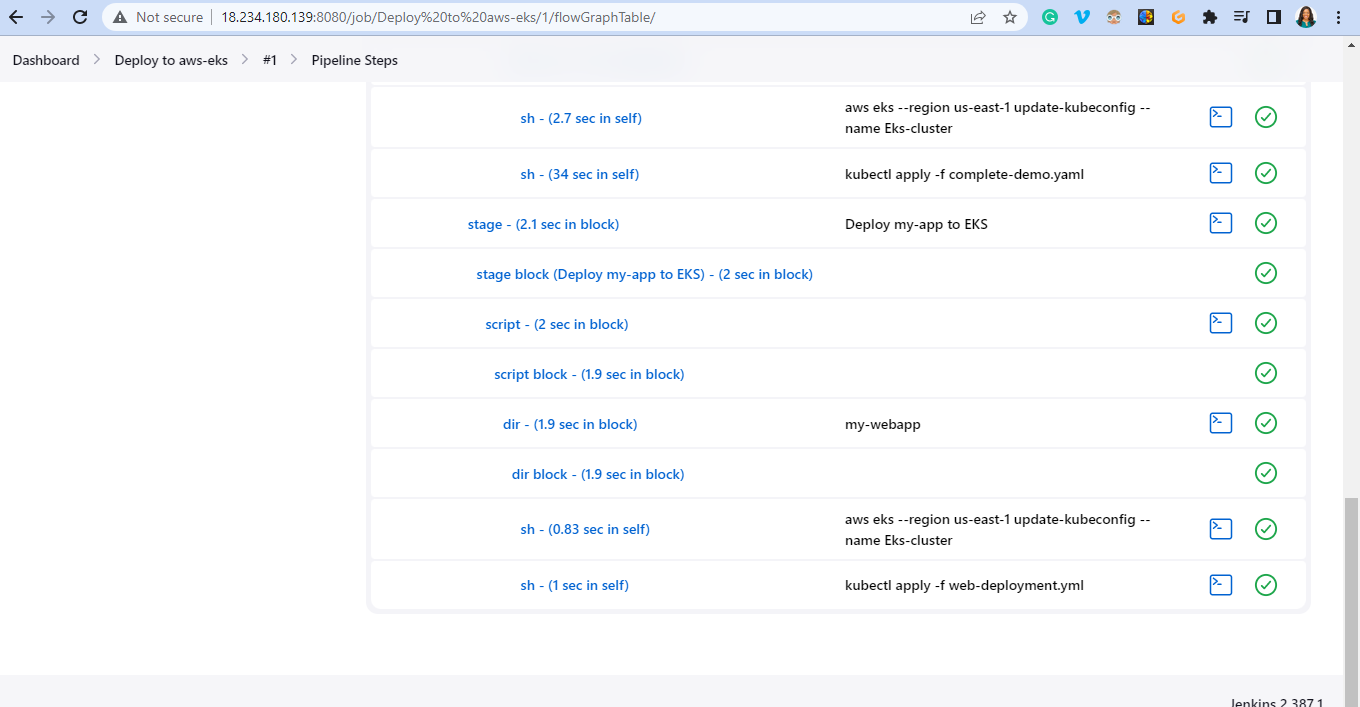 Not secure
18.234.180.139:8080/job/Deploy%20to%20aws-eks/1/flowGraphTable/
Dashboard
Deploy to aws-eks
#1
Pipeline Steps
sh - (2.7 sec in self)
aws eks --region us-east-1 update-kubeconfig --
name Eks-cluster
sh - (34 sec in self)
kubectl apply -f complete-demo.yaml
stage - (2.1 sec in block)
Deploy my-app to EKS
stage block (Deploy my-app to EKS) - (2 sec in block)
script - (2 sec in block)
script block - (1.9 sec in block)
dir - (1.9 sec in block)
my-webapp
dir block - (1.9 sec in block)
sh - (0.83 sec in self)
aws eks --region us-east-1 update-kubeconfig --
name Eks-cluster
sh - (1 sec in self)
kubectl apply -f web-deployment.yml
Jenkins 2.387.1